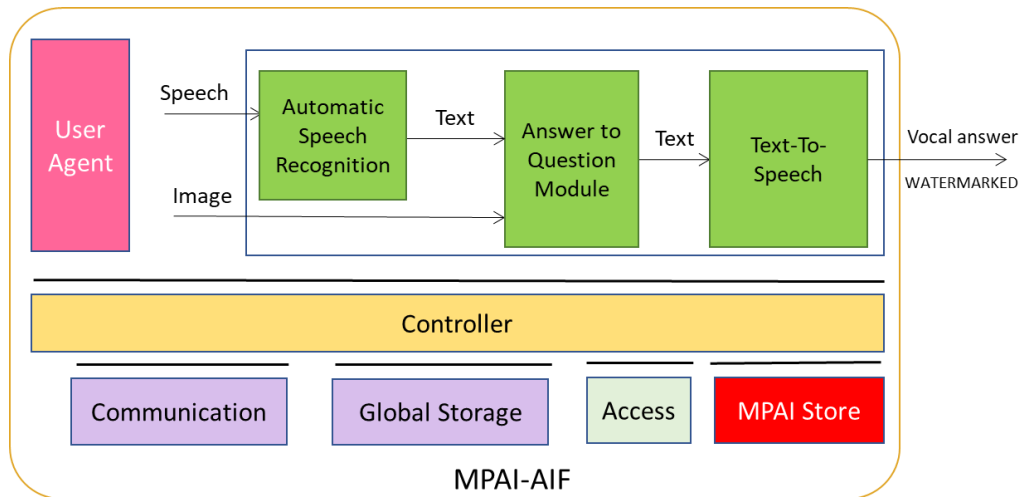 User
Agent
Speech
Automatic
Speech
Recognition
Text
Answer to
Question
Module
Text
Text-To-
Speech
Vocal answer
WATERMARKED
Image
Controller
Communication
Global Storage
Access
MPAI Store
MPAI-AIF